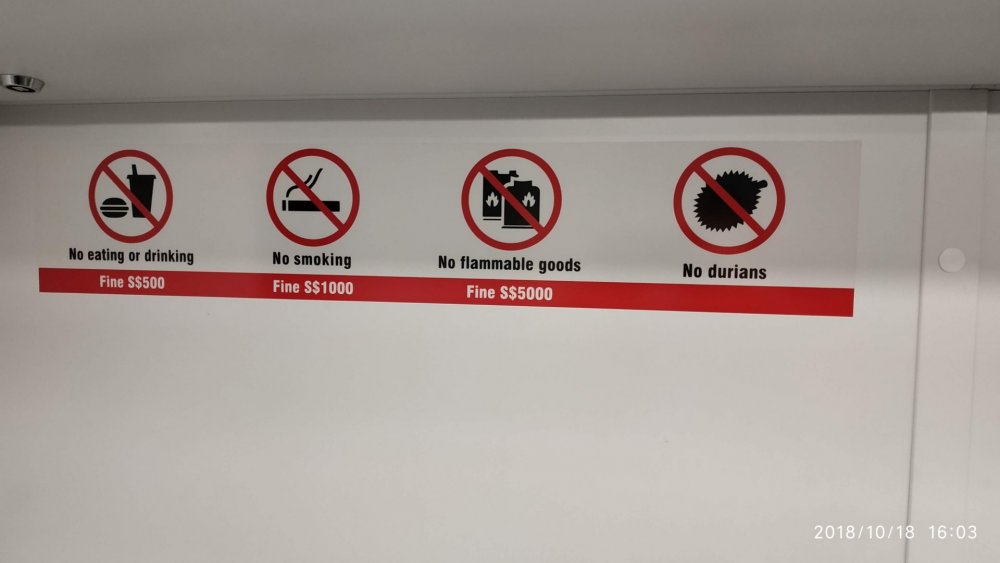 No eating or drinking
Fine S$500
No smoking
Fine S$1000
No flammable goods
Fine S$5000
No durians
2018/10/18 16:03